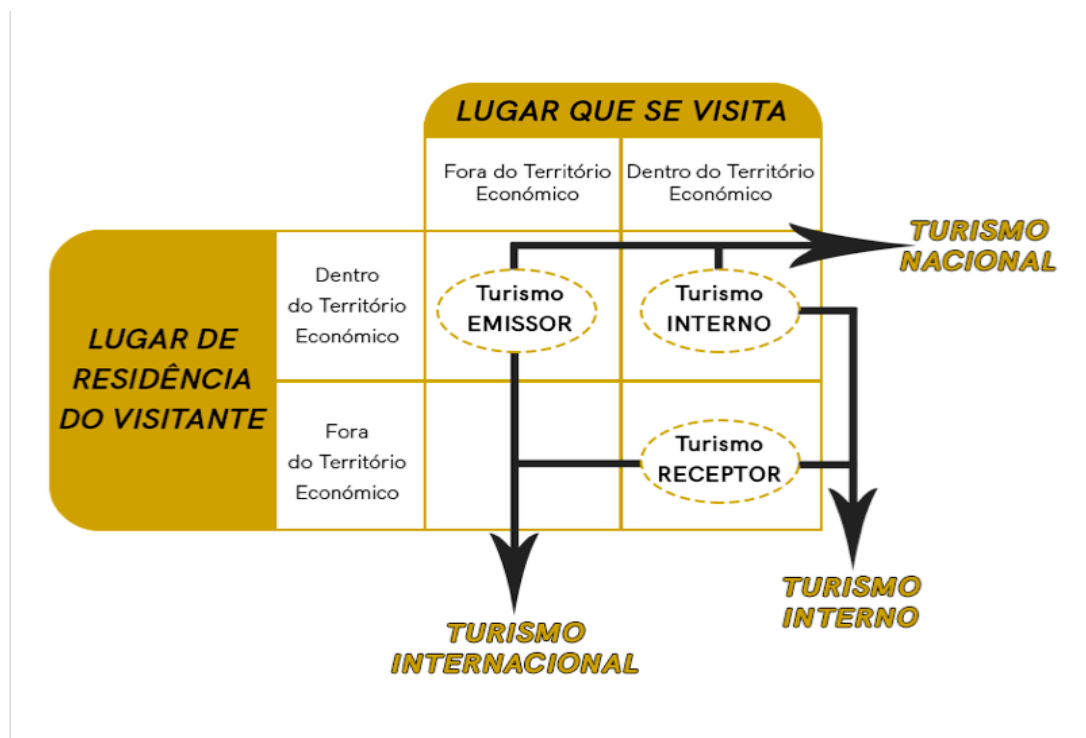 LUGAR QUE SE VISITA
Fora do Território
Económico
Dentro do Território
Económico
TURISMO
NACIONAL
LUGAR DE
RESIDÊNCIA
DO VISITANTE
Dentro
do Território
Económico
Turismo
EMISSOR
Turismo
INTERNO
Fora
do Território
Económico
Turismo
RECEPTOR
TURISMO
INTERNO
TURISMO
INTERNACIONAL